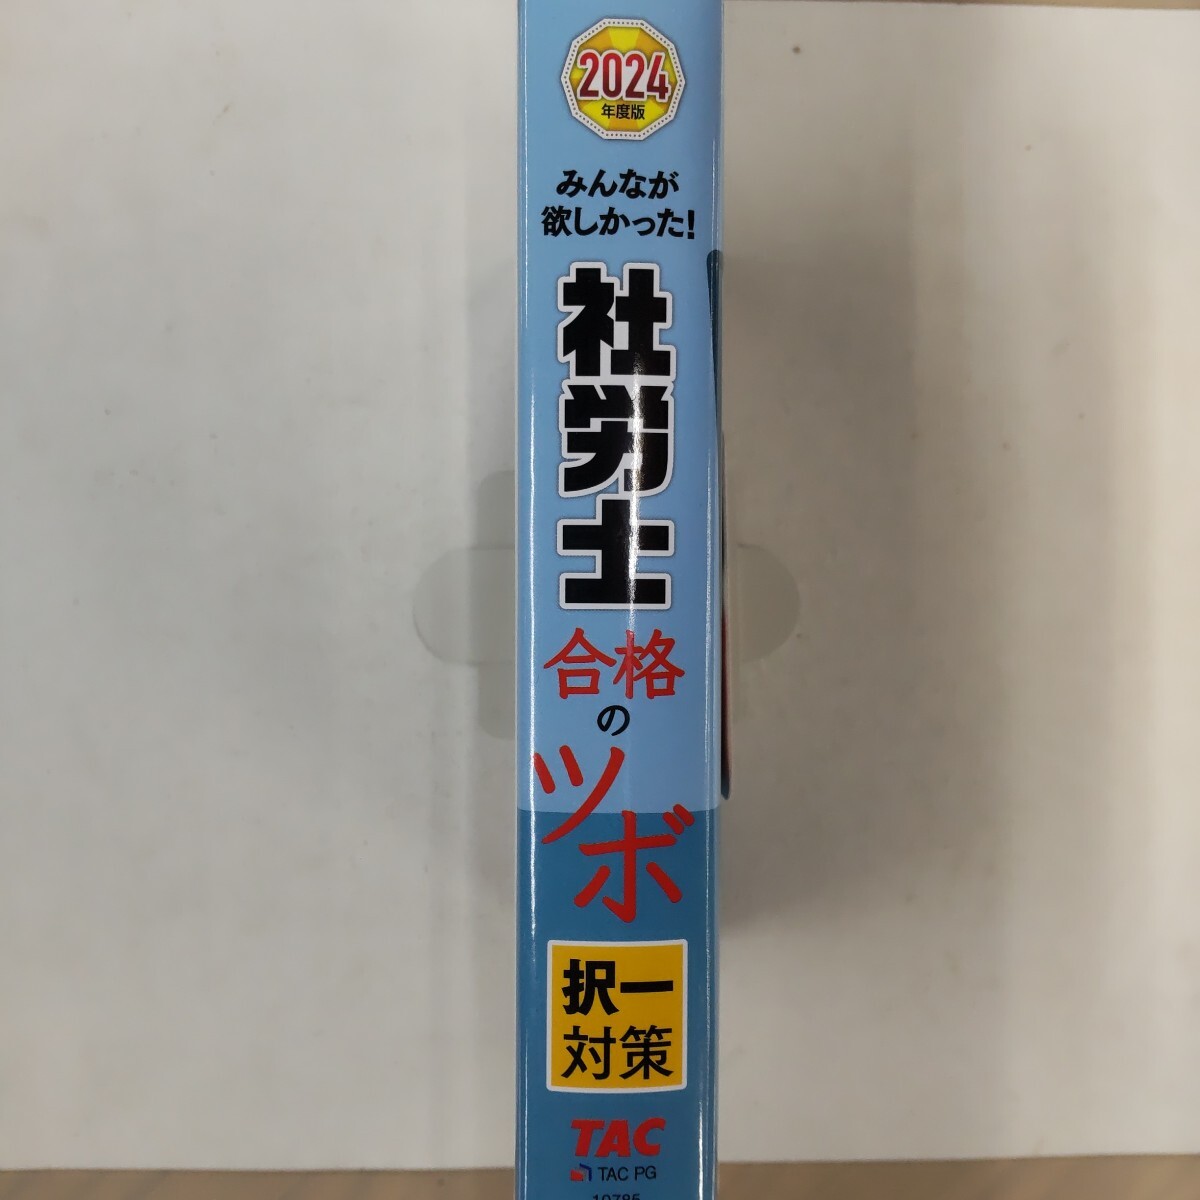 2024
年度版
みんなが
欲しかった!
社労士
合格
の
ツボ
択一
対策
TAC
TAC PG
10785